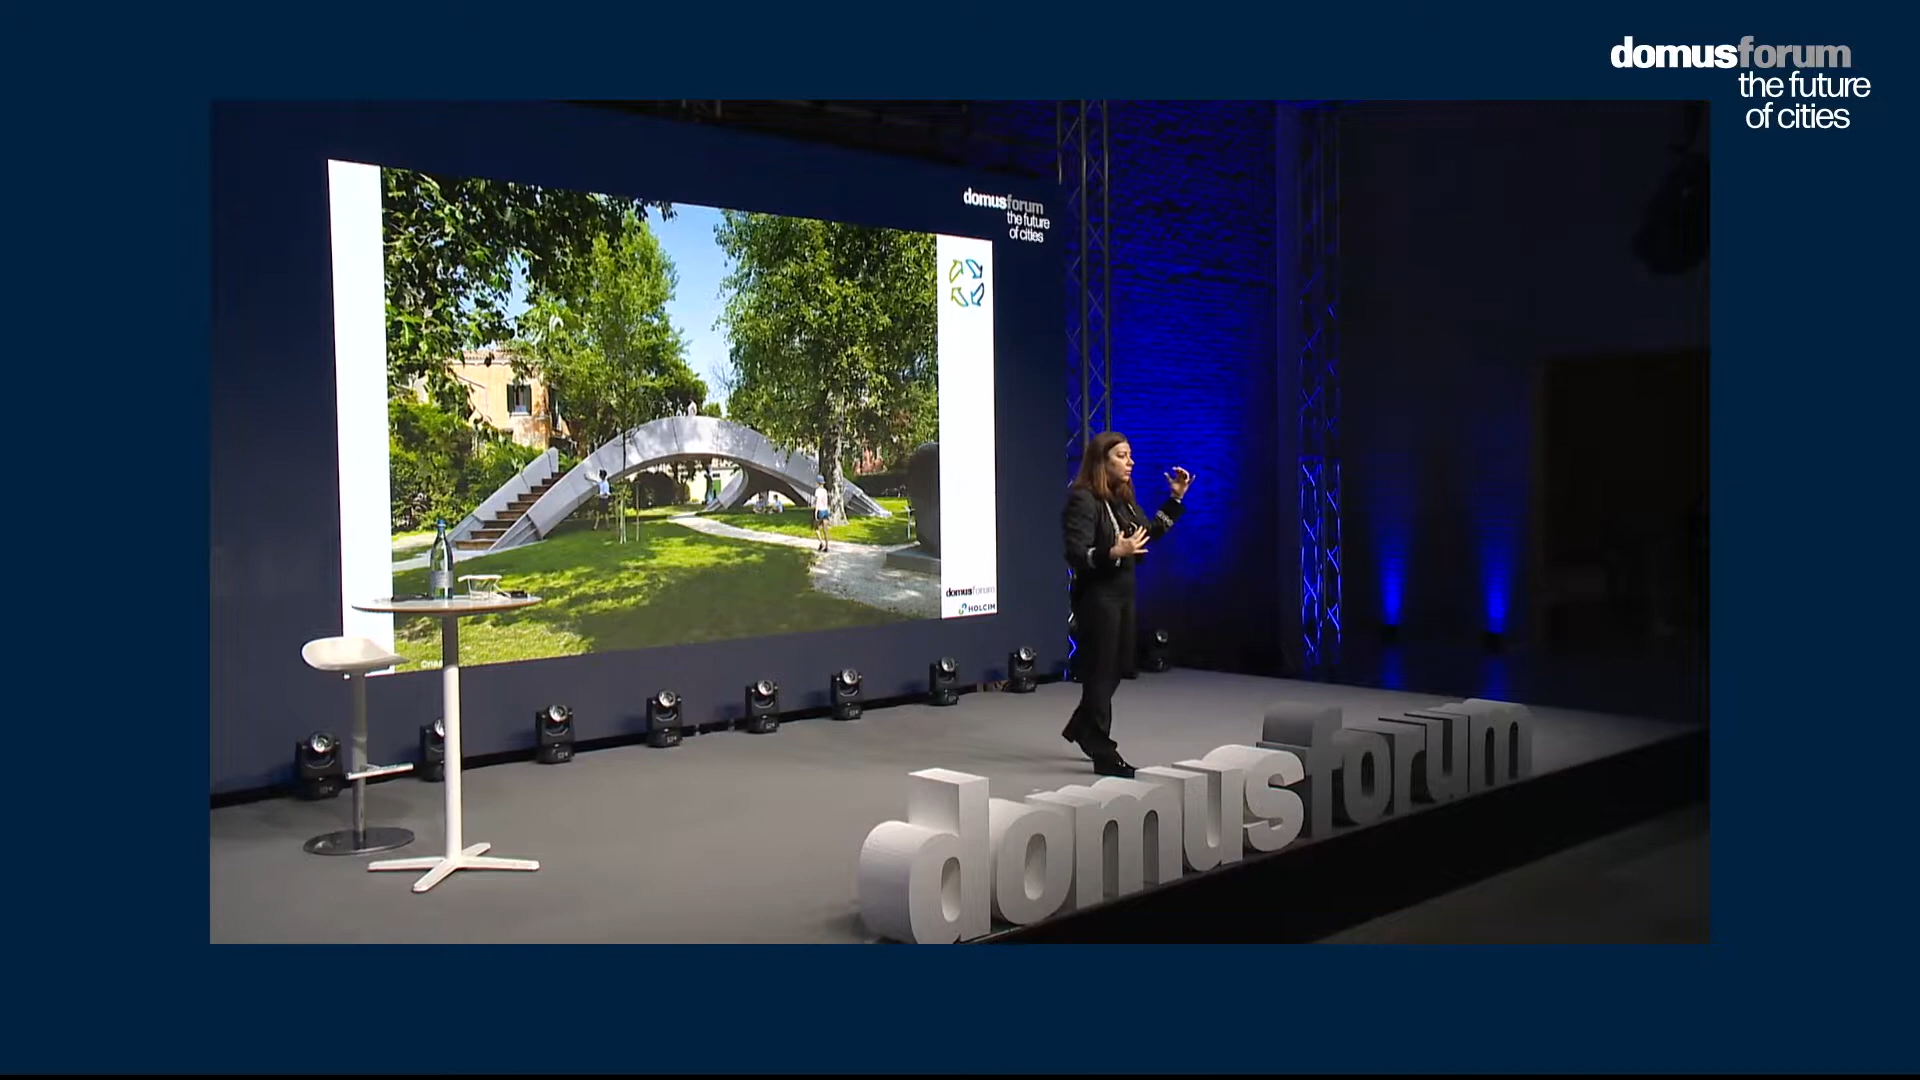 domusforum
the future
of cities
domusforum
the future
of cities
domusforum
HOLCIM
domusforum